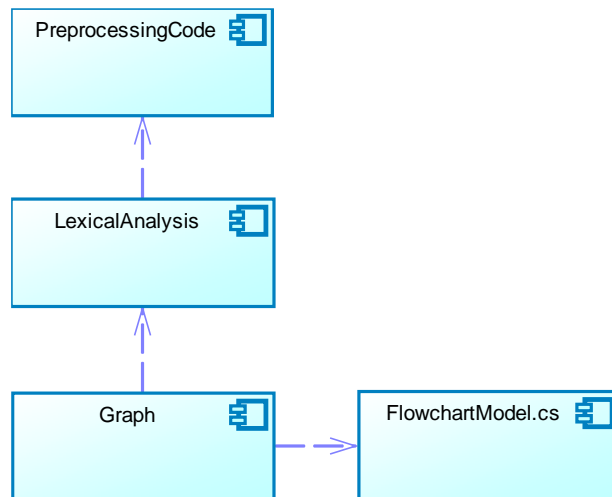 PreprocessingCode
LexicalAnalysis
Graph
FlowchartModel.cs